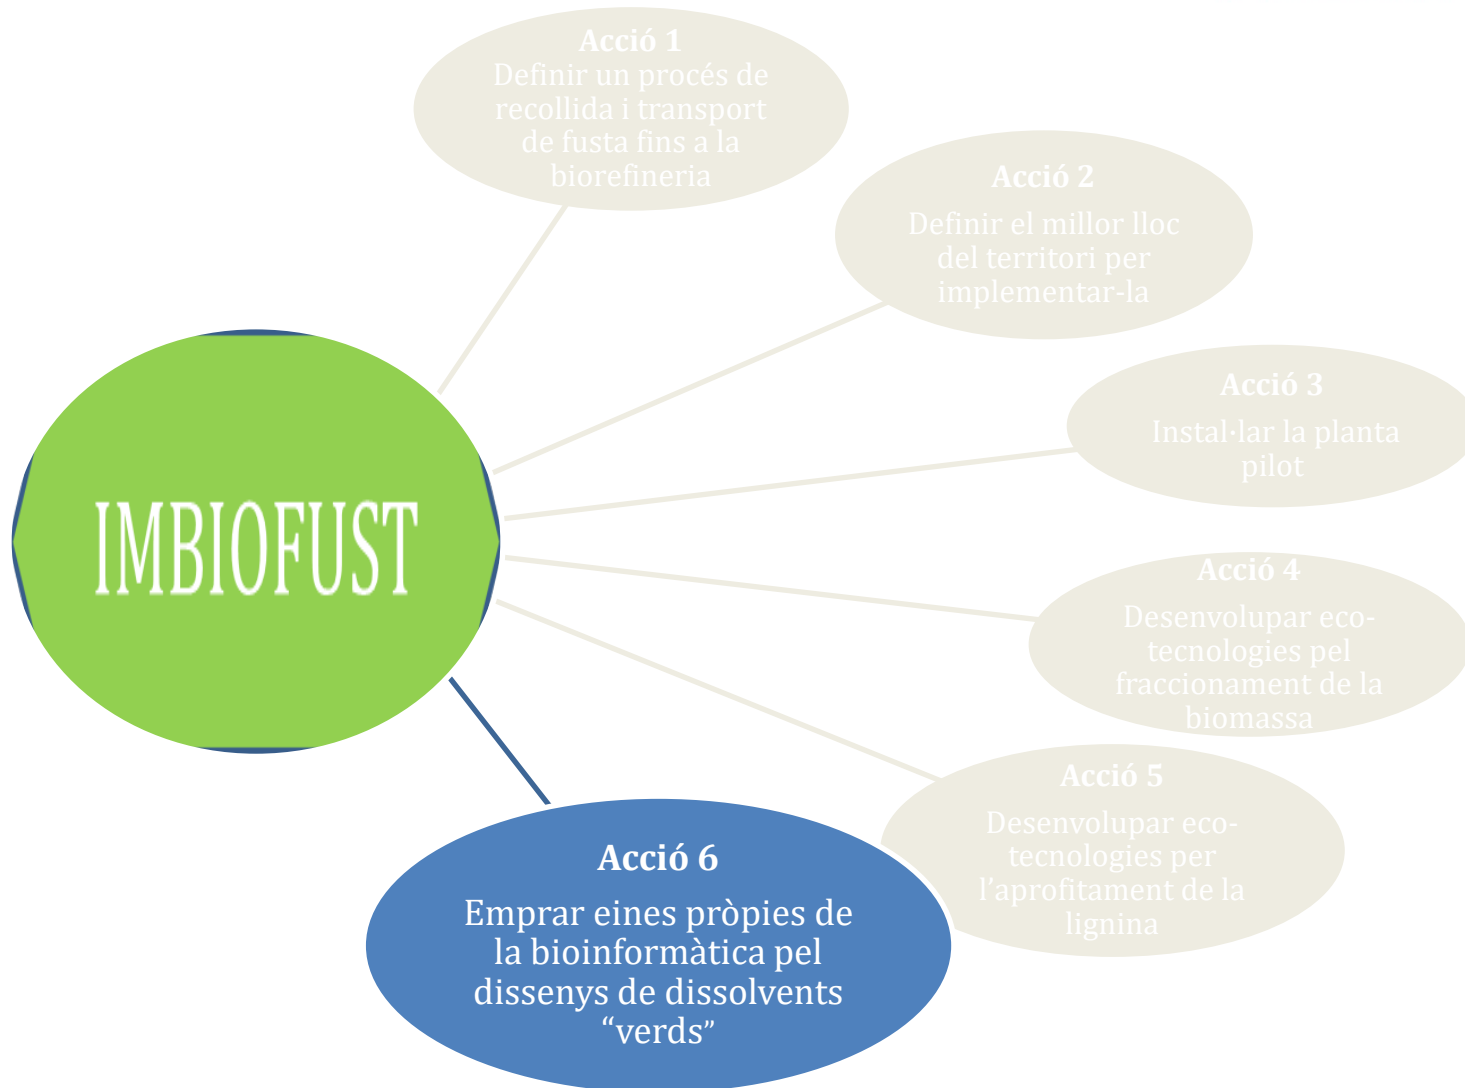 Acció 1
Definir un procés de
recollida i transport
de fusta fins a la
biorefineria
Acció 2
Definir el millor lloc
del territori per
implementar-la
Acció 3
Instal·lar la planta
pilot
IMBIOFUST
Acció 4
Desenvolupar eco-
tecnologies pel
fraccionament de la
biomassa
Acció 5
Desenvolupar eco-
tecnologies per
l’aprofitament de la
lignina
Acció 6
Emprar eines pròpies de
la bioinformàtica pel
dissenys de dissolvents
“verds”